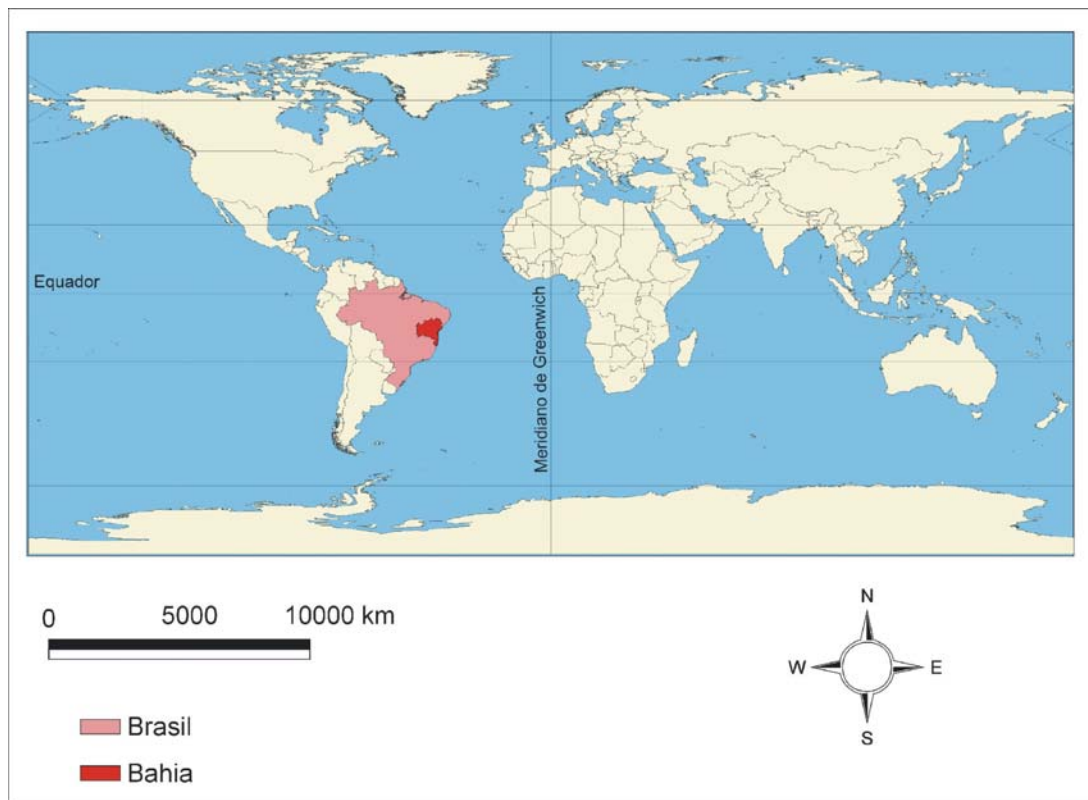 Equador
Meridiano de Greenwich
0 5000 10000 km
N
W E
S
Brasil
Bahia